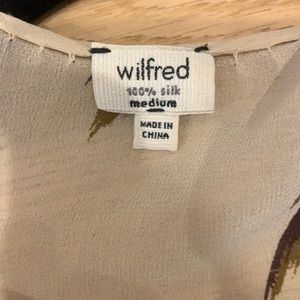 wilfred
100% silk
medium
MADE IN
CHINA